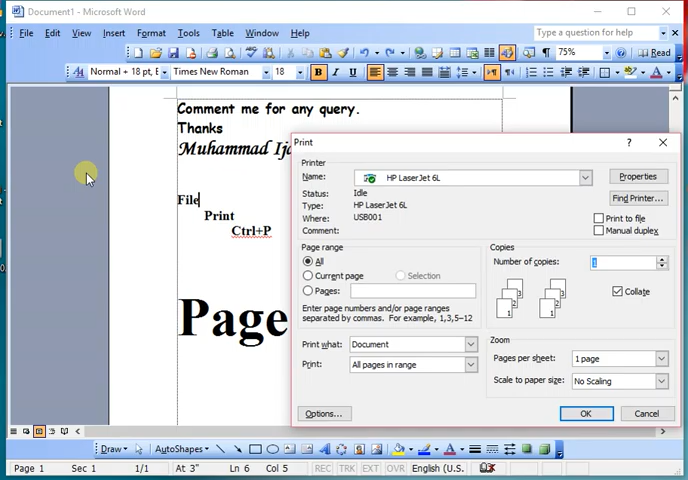 Document1 - Microsoft Word
File Edit View Insert Format Tools Table Window Help
Type a question for help
75%
Read
Normal + 18 pt, Times New Roman 18 B I U
Comment me for any query.
Thanks
Muhammad
File
Print
Ctrl+P
Page
Print
Printer
Name: HP LaserJet 6L Properties
Status: Idle
Type: HP LaserJet 6L Find Printer...
Where: USB001
Comment:
Print to file
Manual duplex
Page range
All
Current page Selection
Pages:
Enter page numbers and/or page ranges
separated by commas. For example, 1,3,5–12
Copies
Number of copies: 1
Collate
Print what: Document
Print: All pages in range
Zoom
Pages per sheet: 1 page
Scale to paper size: No Scaling
Options... OK Cancel
Draw AutoShapes
Page 1 Sec 1 1/1 At 3" Ln 6 Col 5 REC TRK EXT OVR English (U.S.